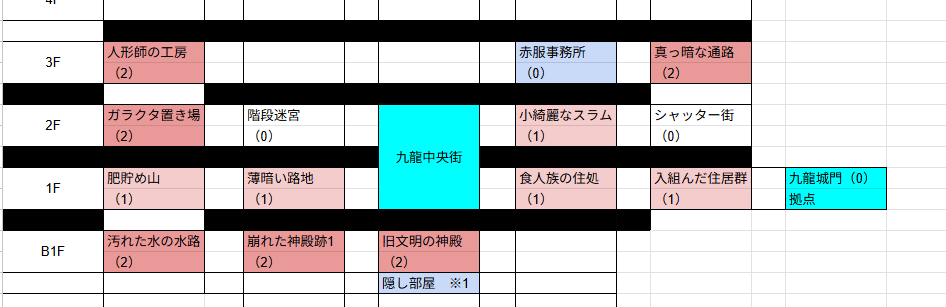 4F
3F
人形師の工房
（2）
赤服事務所
（0）
真っ暗な通路
（2）
2F
ガラクタ置き場
（2）
階段迷宮
（0）
九龍中央街
小綺麗なスラム
（1）
シャッター街
（0）
1F
肥貯め山
（1）
薄暗い路地
（1）
食人族の住処
（1）
入組んだ住居群
（1）
九龍城門（0）
拠点
B1F
汚れた水の水路
（2）
崩れた神殿跡1
（2）
旧文明の神殿
（2）
隠し部屋　※1